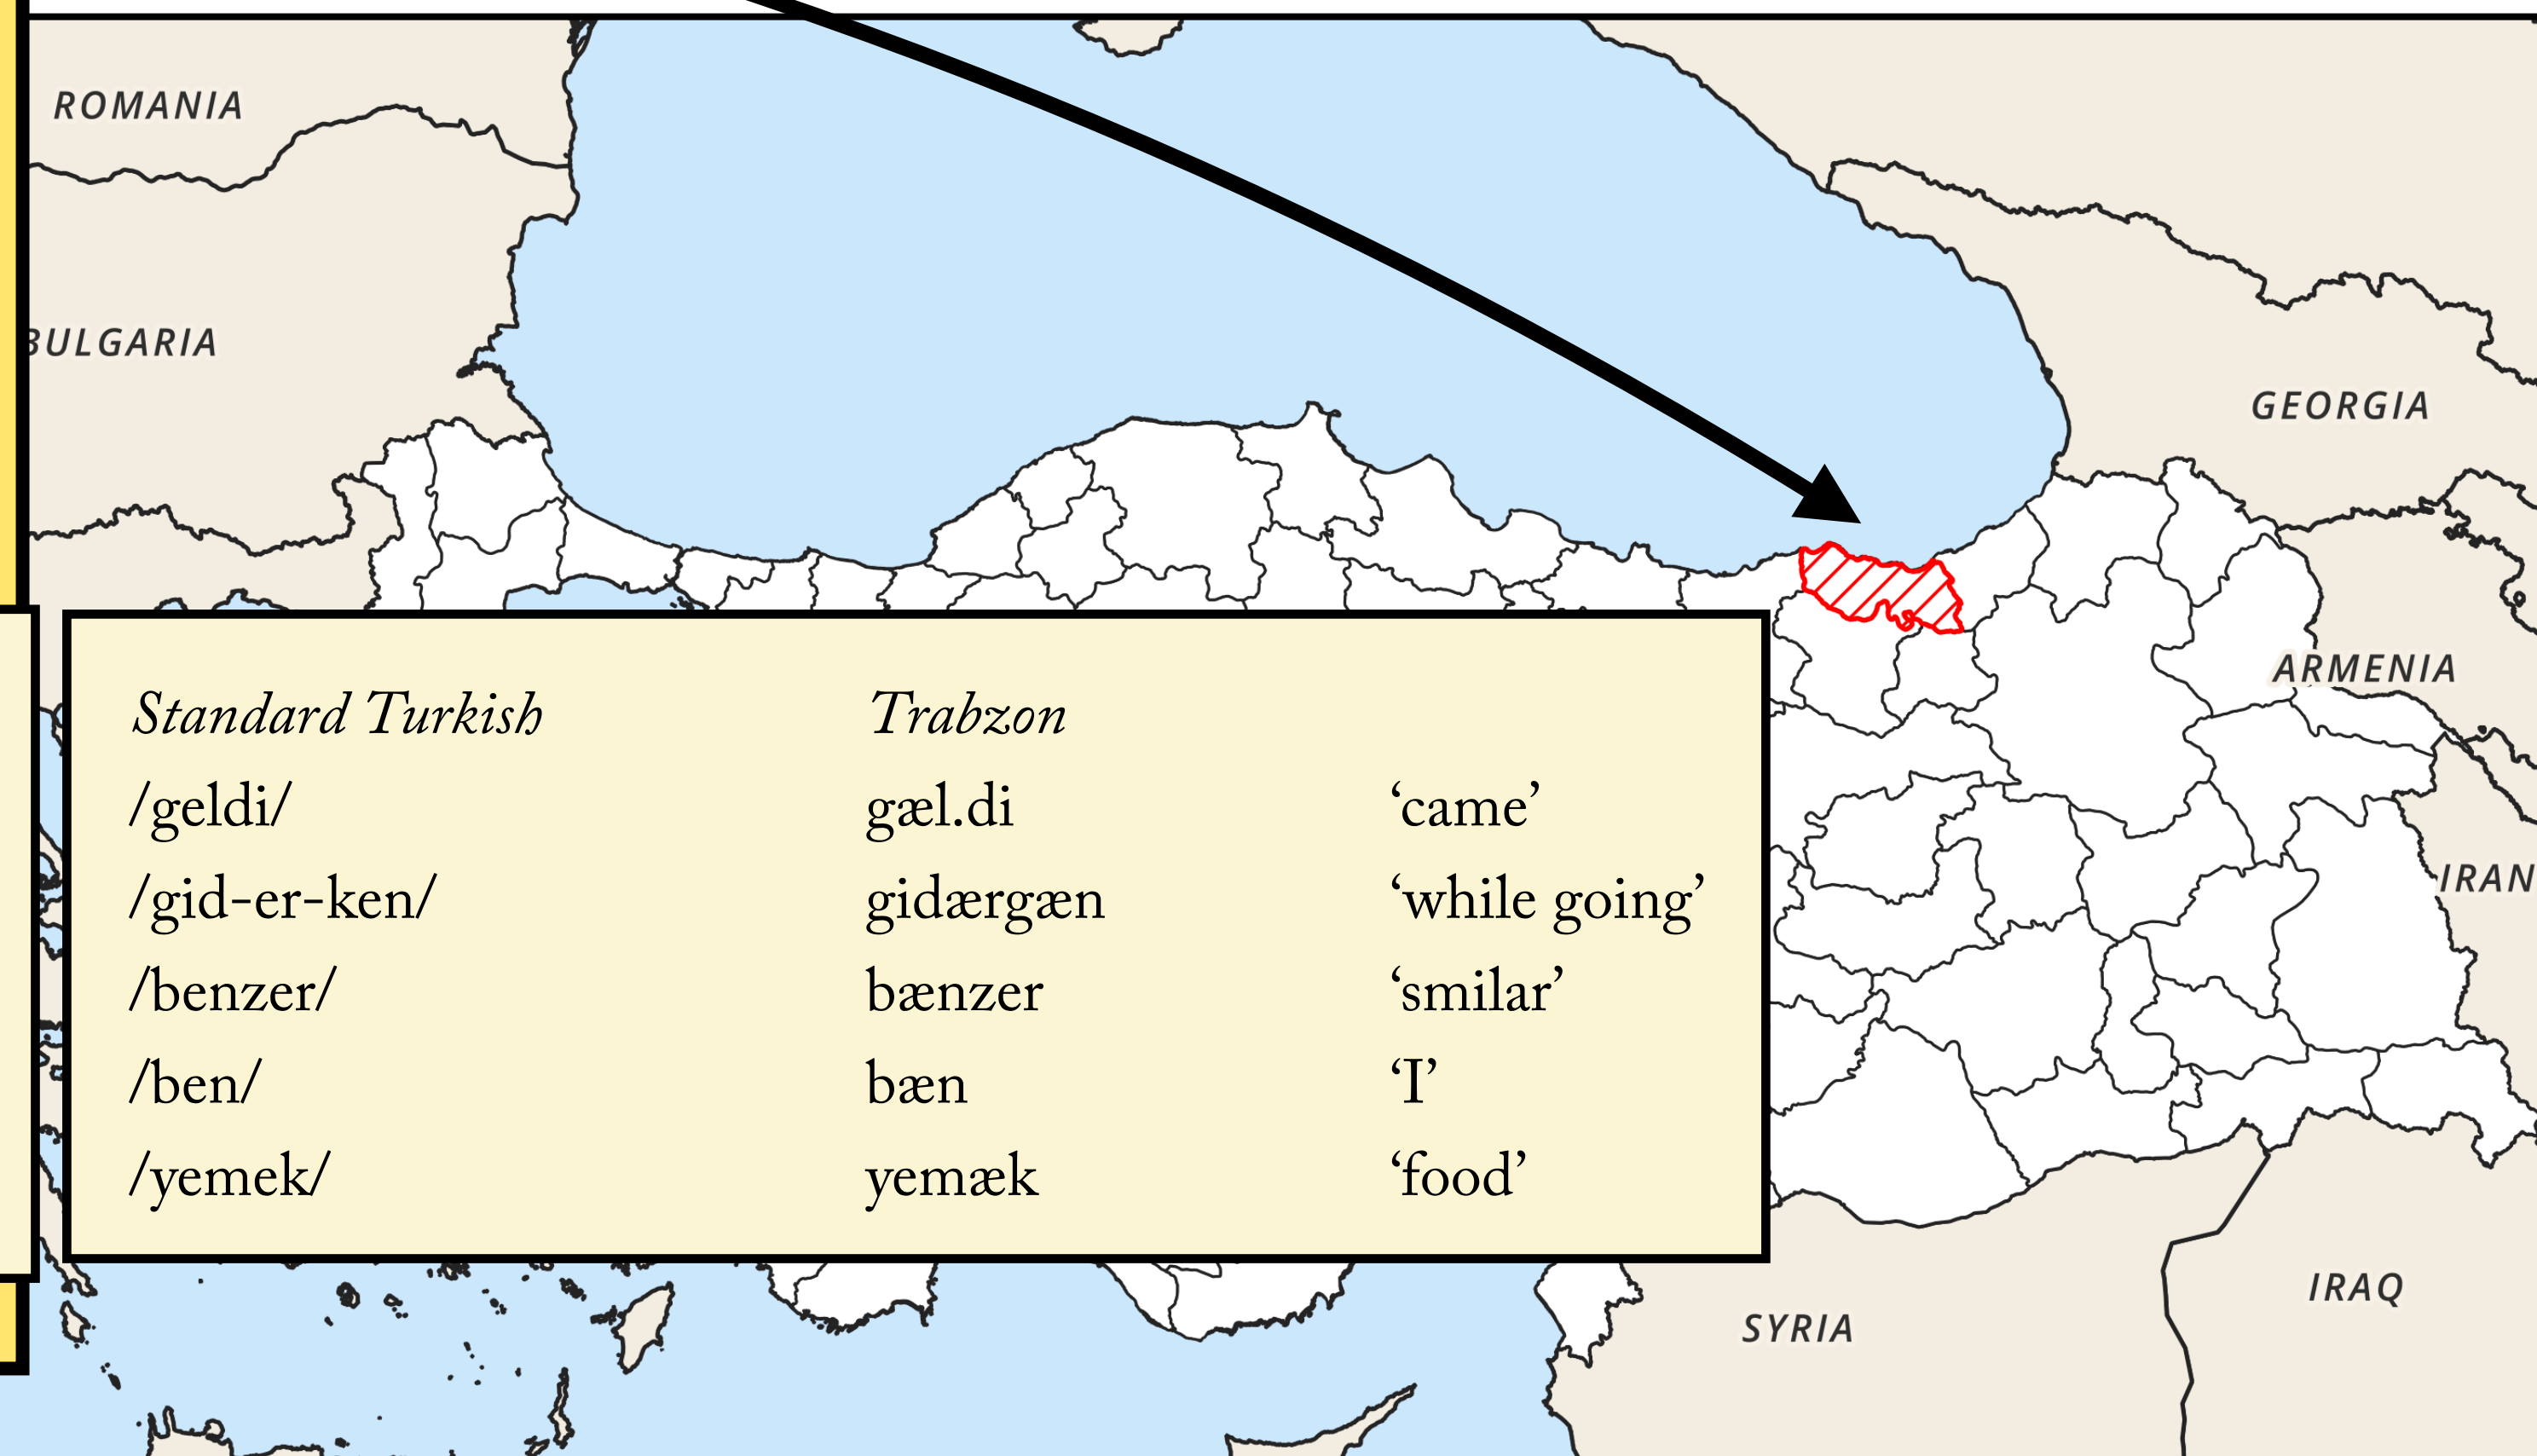 ROMANIA
BULGARIA
GEORGIA
ARMENIA
IRAN
Standard Turkish Trabzon
/geldi/ gæl.di ‘came’
/gid-er-ken/ gidærgæn ‘while going’
/benzer/ bænzer ‘smilar’
/ben/ bæn ‘I’
/yemek/ yemæk ‘food’
IRAQ
SYRIA